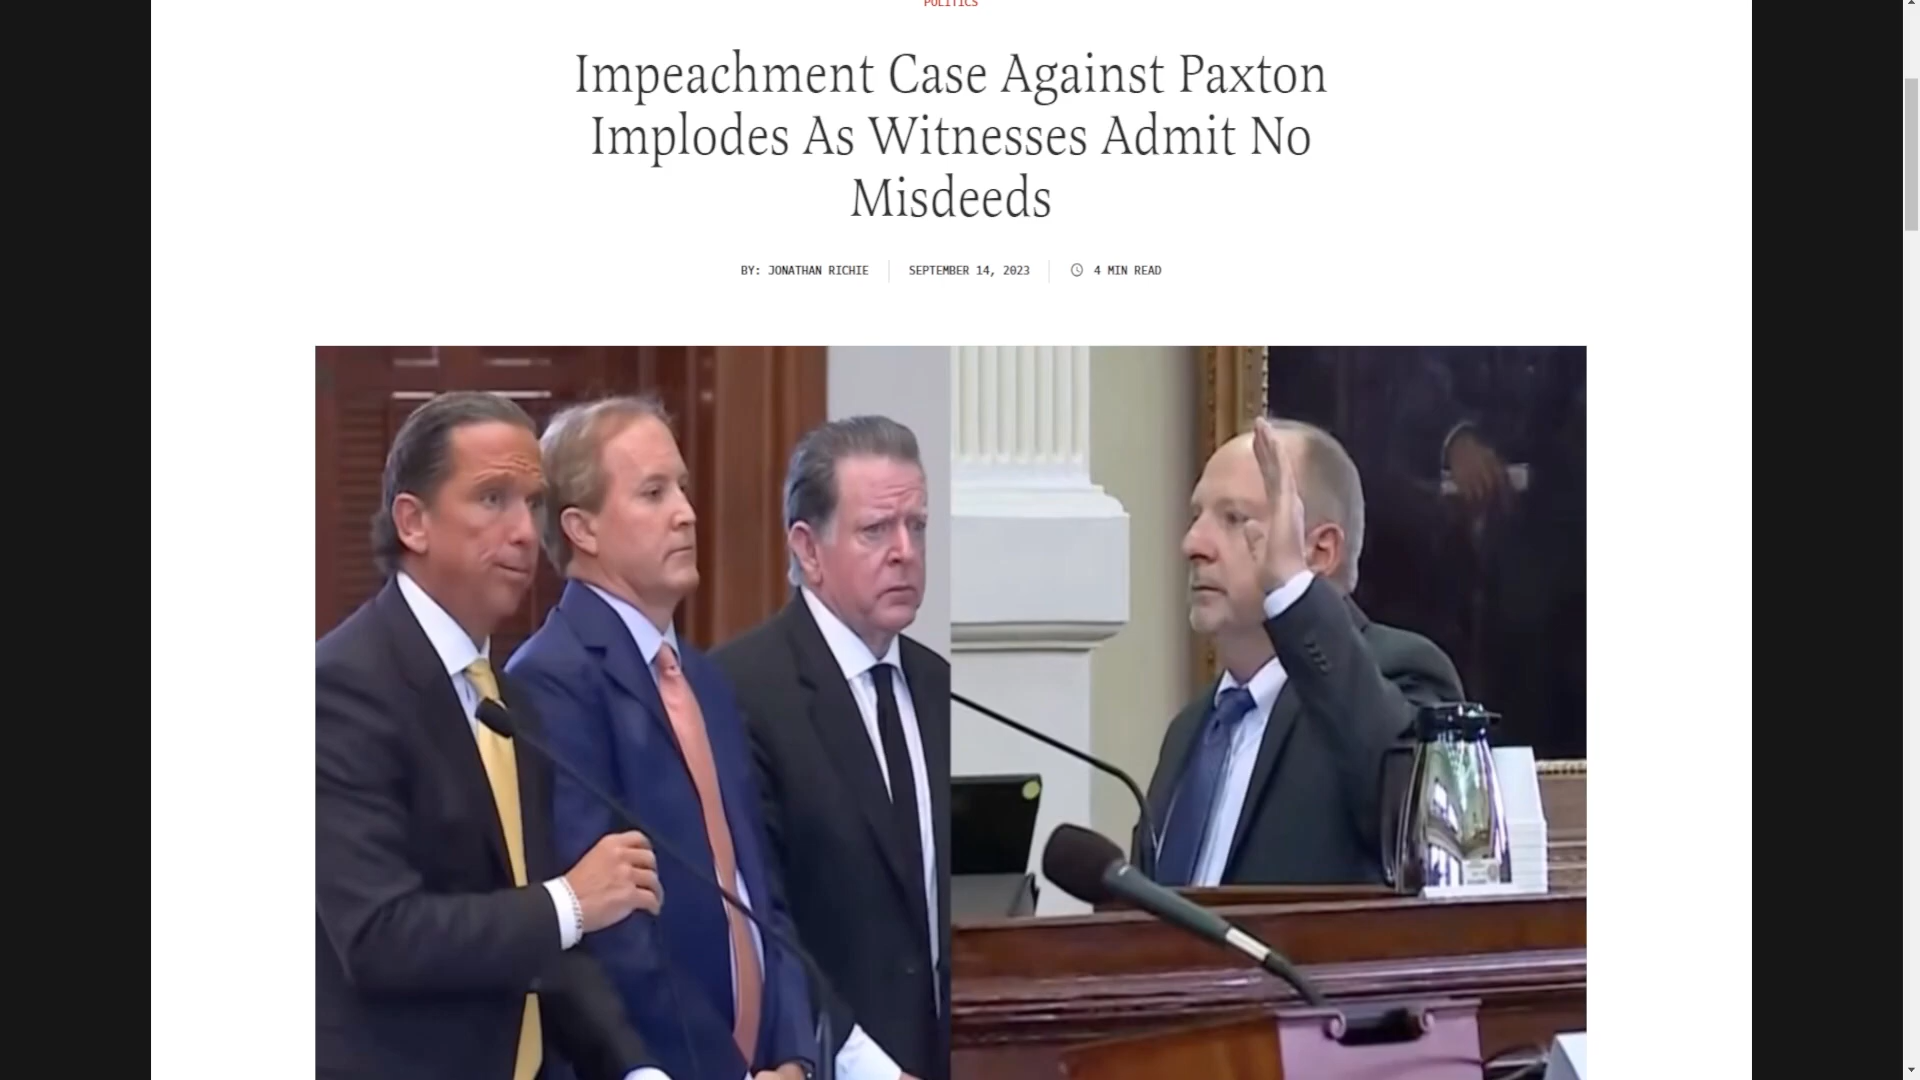 POLITICS
Impeachment Case Against Paxton
Implodes As Witnesses Admit No
Misdeeds
BY: JONATHAN RICHIE
SEPTEMBER 14, 2023
4 MIN READ